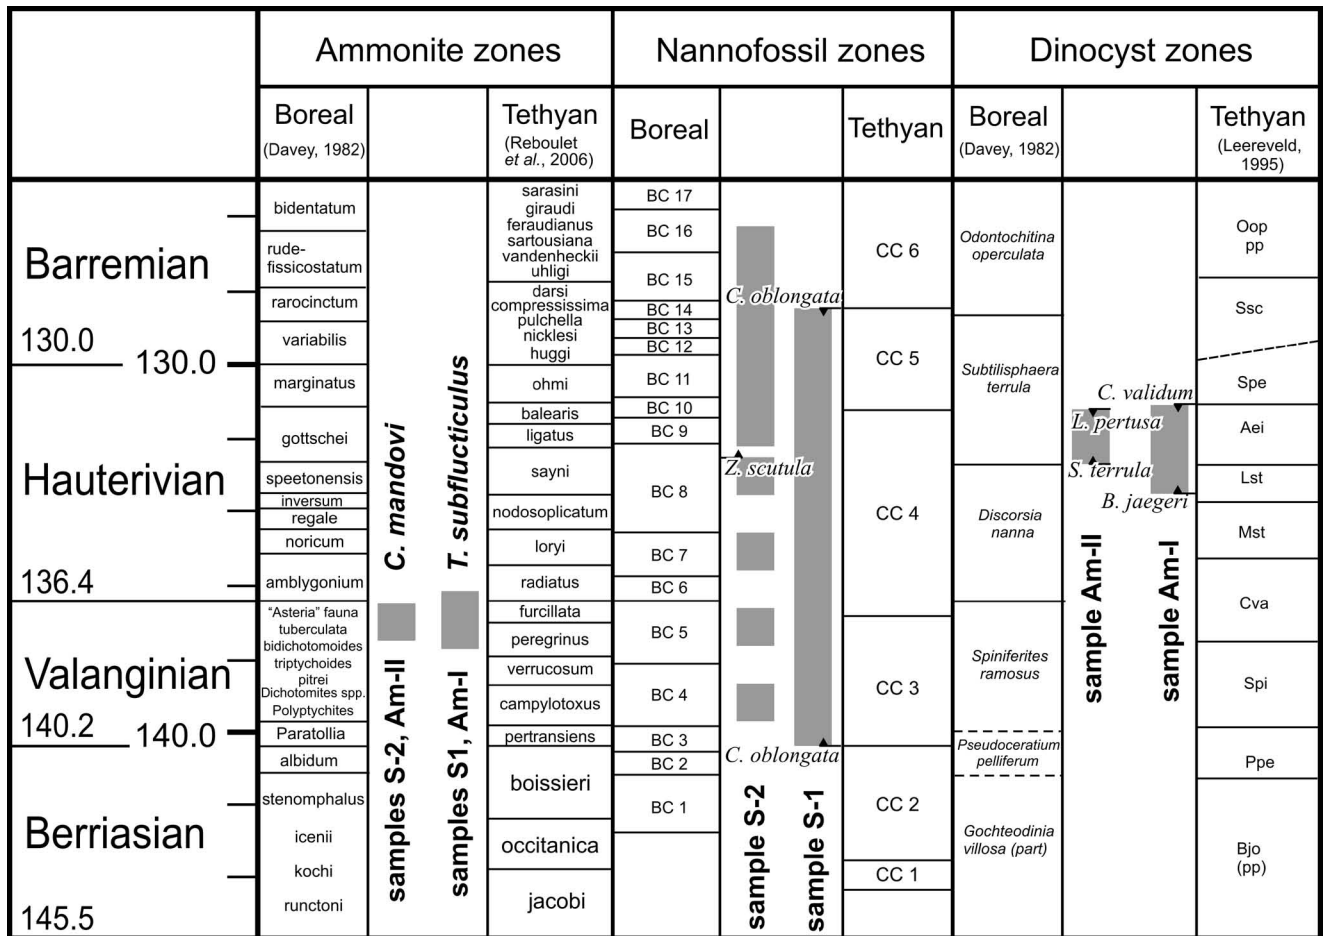 Ammonite zones
Nannofossil zones
Dinocyst zones
Boreal
(Davey, 1982)
Tethyan
(Reboulet
et al., 2006)
Boreal
Tethyan
Boreal
(Davey, 1982)
Tethyan
(Leereveld,
1995)
Barremian
130.0
130.0
Hauterivian
136.4
Valanginian
140.2
140.0
Berriasian
145.5
bidentatum
rude-
fissicostatum
rarocinctum
variabilis
marginatus
gottschei
speetonensis
inversum
regale
noricum
amblygonium
“Asteria” fauna
tuberculata
bidichotomoides
triptychoides
pitrei
Dichotomites spp.
Polyptychites
Paratollia
albidum
stenomphalus
icenii
kochi
runctoni
samples S-2, Am-II C. mandovi
samples S1, Am-I T. subflucticulus
sarasini
giraudi
feraudianus
sartousiana
vandenheckii
uhligi
darsi
compressissima
pulchella
nicklesi
huggi
ohmi
balearis
ligatus
sayni
nodosoplicatum
loryi
radiatus
furcillata
peregrinus
verrucosum
campylotoxus
pertransiens
boissieri
occitanica
jacobi
BC 17
BC 16
BC 15
BC 14
BC 13
BC 12
BC 11
BC 10
BC 9
BC 8
BC 7
BC 6
BC 5
BC 4
BC 3
BC 2
BC 1
C. oblongata
Z. scutula
C. oblongata
sample S-2
sample S-1
CC 6
CC 5
CC 4
CC 3
CC 2
CC 1
Odontochitina
operculata
Subtilisphaera
terrula
Discorsia
nanna
Spiniferites
ramosus
Pseudoceratium
pelliferum
Gochteodinia
villosa (part)
C. validum
L. pertusa
S. terrula
B. jaegeri
sample Am-II
sample Am-I
Oop
pp
Ssc
Spe
Aei
Lst
Mst
Cva
Spi
Ppe
Bjo
(pp)